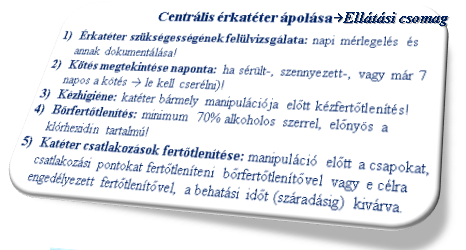 Centrális érkatéter ápolása→Ellátási csomag
1) Érkatéter szükségességének felülvizsgálata: napi mérlegelés és
annak dokumentálása!
2) Kötés megtekintése naponta: ha sérült-, szennyezett-, vagy már 7
napos a kötés → le kell cserélni)!
3) Kézhigiéne: katéter bármely manipulációja előtt kézfertőtlenítés!
4) Bőrfertőtlenítés: minimum 70% alkoholos szerrel, előnyös a
klórhexidin tartalmú!
5) Katéter csatlakozások fertőtlenítése: manipuláció előtt a csapokat,
csatlakozási pontokat fertőtleníteni bőrfertőtlenítővel vagy e célra
engedélyezett fertőtlenítővel, a behatási időt (száradásig) kivárva.